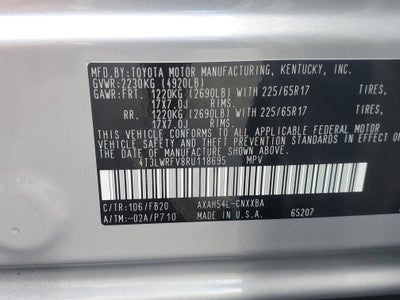 MFD.BY:TOYOTA MOTOR MANUFACTURING, KENTUCKY, INC.
GVWR:2230KG (4920LB)
GAWR:FRT. 1220KG (2690LB) WITH 225/65R17 TIRES,
17X7.0J RIMS.
RR. 1220KG (2690LB) WITH 225/65R17 TIRES,
17X7.0J RIMS.
THIS VEHICLE CONFORMS TO ALL APPLICABLE FEDERAL MOTOR
VEHICLE SAFETY AND THEFT PREVENTION STANDARDS IN
EFFECT ON THE DATE OF MANUFACTURE SHOWN ABOVE.
4T3LWRFV8RU118695 MPV
C/TR:1D6/FB20 AXAH54L-CNXXBA
A/TM:-02A/P710 MADE IN U.S.A. 65207